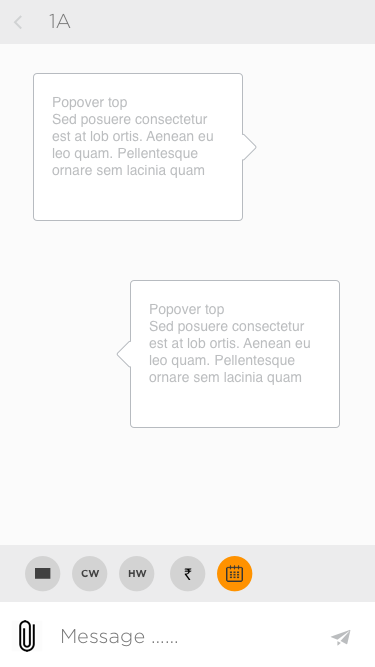 1A
Popover top
Sed posuere consectetur
est at lob ortis. Aenean eu
leo quam. Pellentesque
ornare sem lacinia quam
Popover top
Sed posuere consectetur
est at lob ortis. Aenean eu
leo quam. Pellentesque
ornare sem lacinia quam
CW HW ₹
Message ......